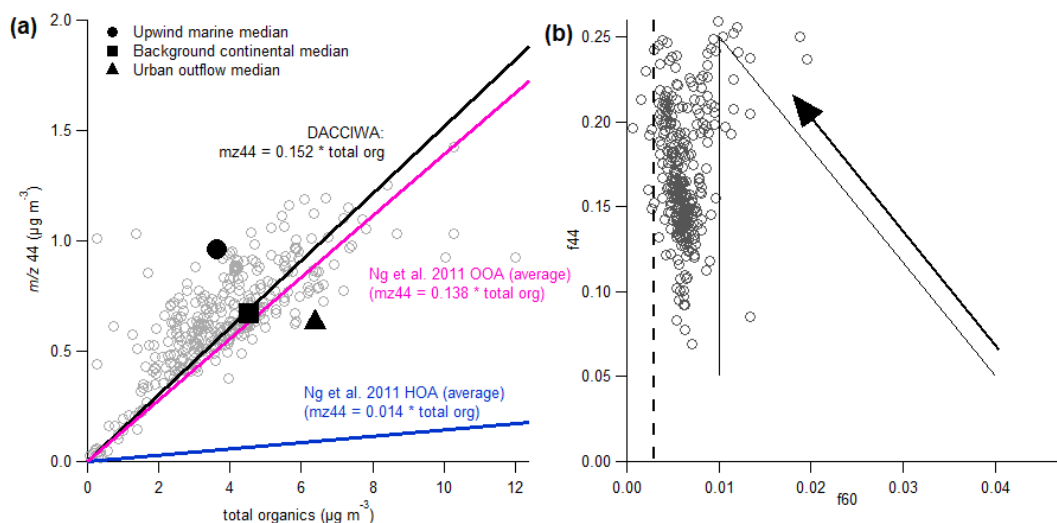 (a)
2.0
1.5
1.0
0.5
0.0
m/z 44 (µg m-3)
Upwind marine median
Background continental median
Urban outflow median
DACCIWA:
mz44 = 0.152 * total org
Ng et al. 2011 OOA (average)
(mz44 = 0.138 * total org)
Ng et al. 2011 HOA (average)
(mz44 = 0.014 * total org)
0 2 4 6 8 10 12
total organics (µg m-3)
(b)
0.25
0.20
0.15
0.10
0.05
0.00
f44
0.00 0.01 0.02 0.03 0.04
f60